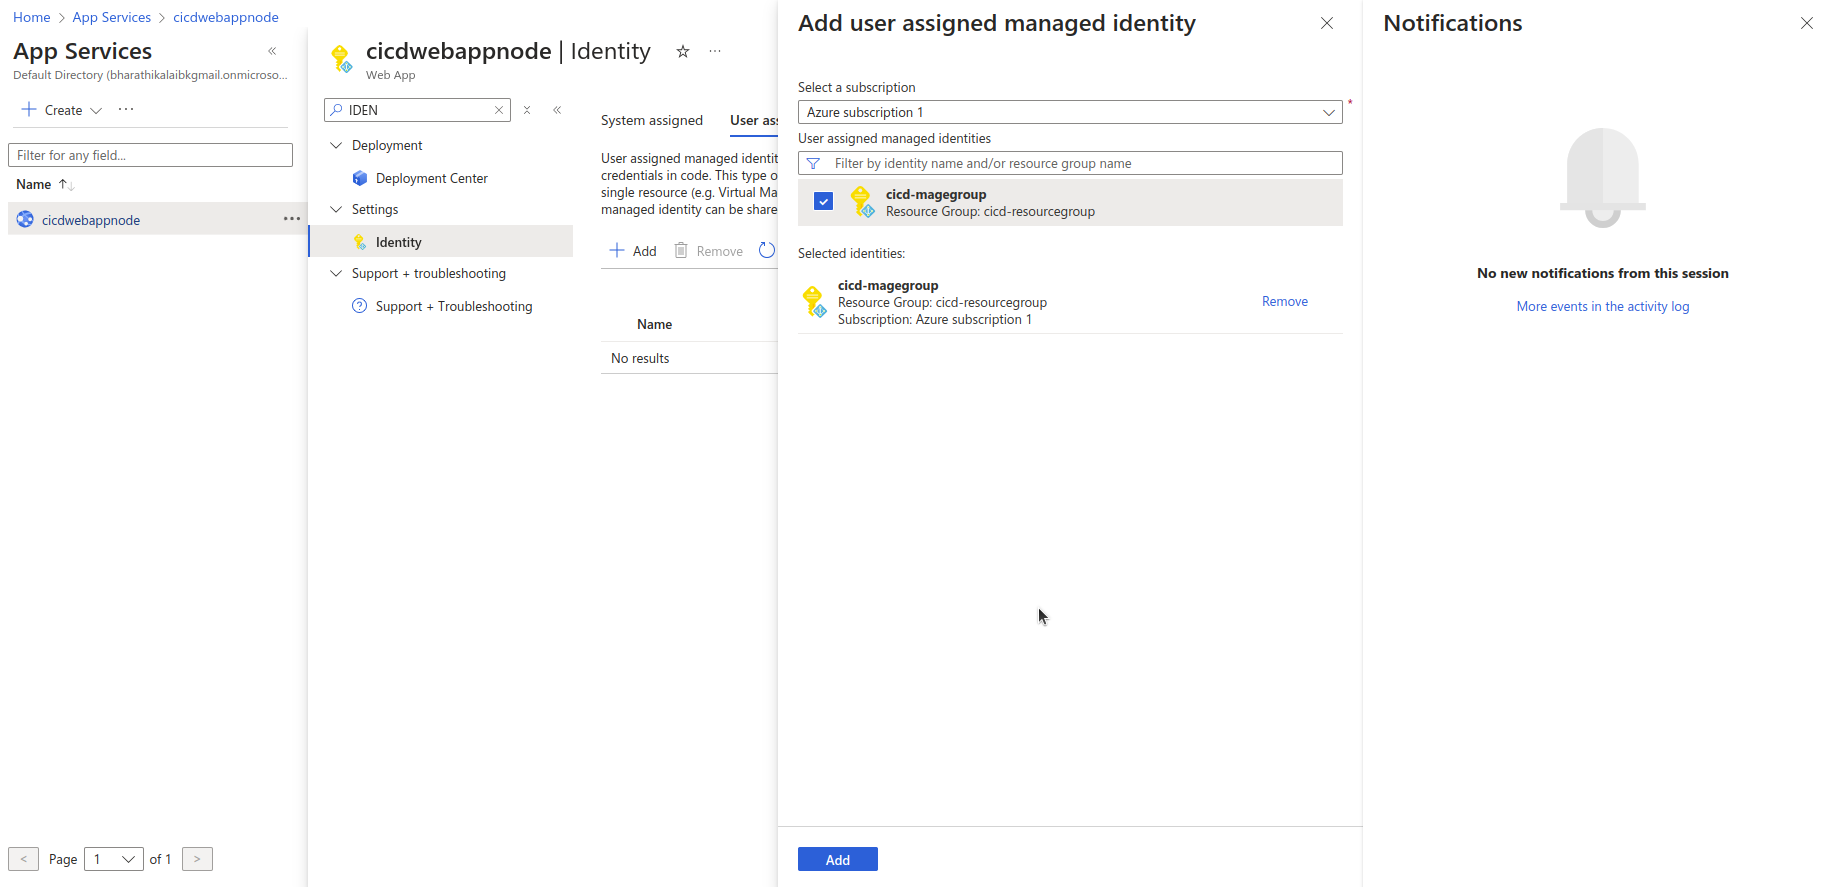 Home > App Services > cicdwebappnode
App Services
Default Directory (bharathikalaibkgmail.onmicroso...
Create
Filter for any field...
Name
cicdwebappnode
< Page 1 of 1 >
cicdwebappnode | Identity
Web App
IDEN
Deployment
Deployment Center
Settings
Identity
Support + troubleshooting
Support + Troubleshooting
System assigned User as
User assigned managed identit
credentials in code. This type o
single resource (e.g. Virtual Ma
managed identity can be share
Add Remove
Name
No results
Add user assigned managed identity
Select a subscription
Azure subscription 1
*
User assigned managed identities
Filter by identity name and/or resource group name
cicd-magegroup
Resource Group: cicd-resourcegroup
Selected identities:
cicd-magegroup
Resource Group: cicd-resourcegroup
Subscription: Azure subscription 1
Remove
Add
Notifications
No new notifications from this session
More events in the activity log